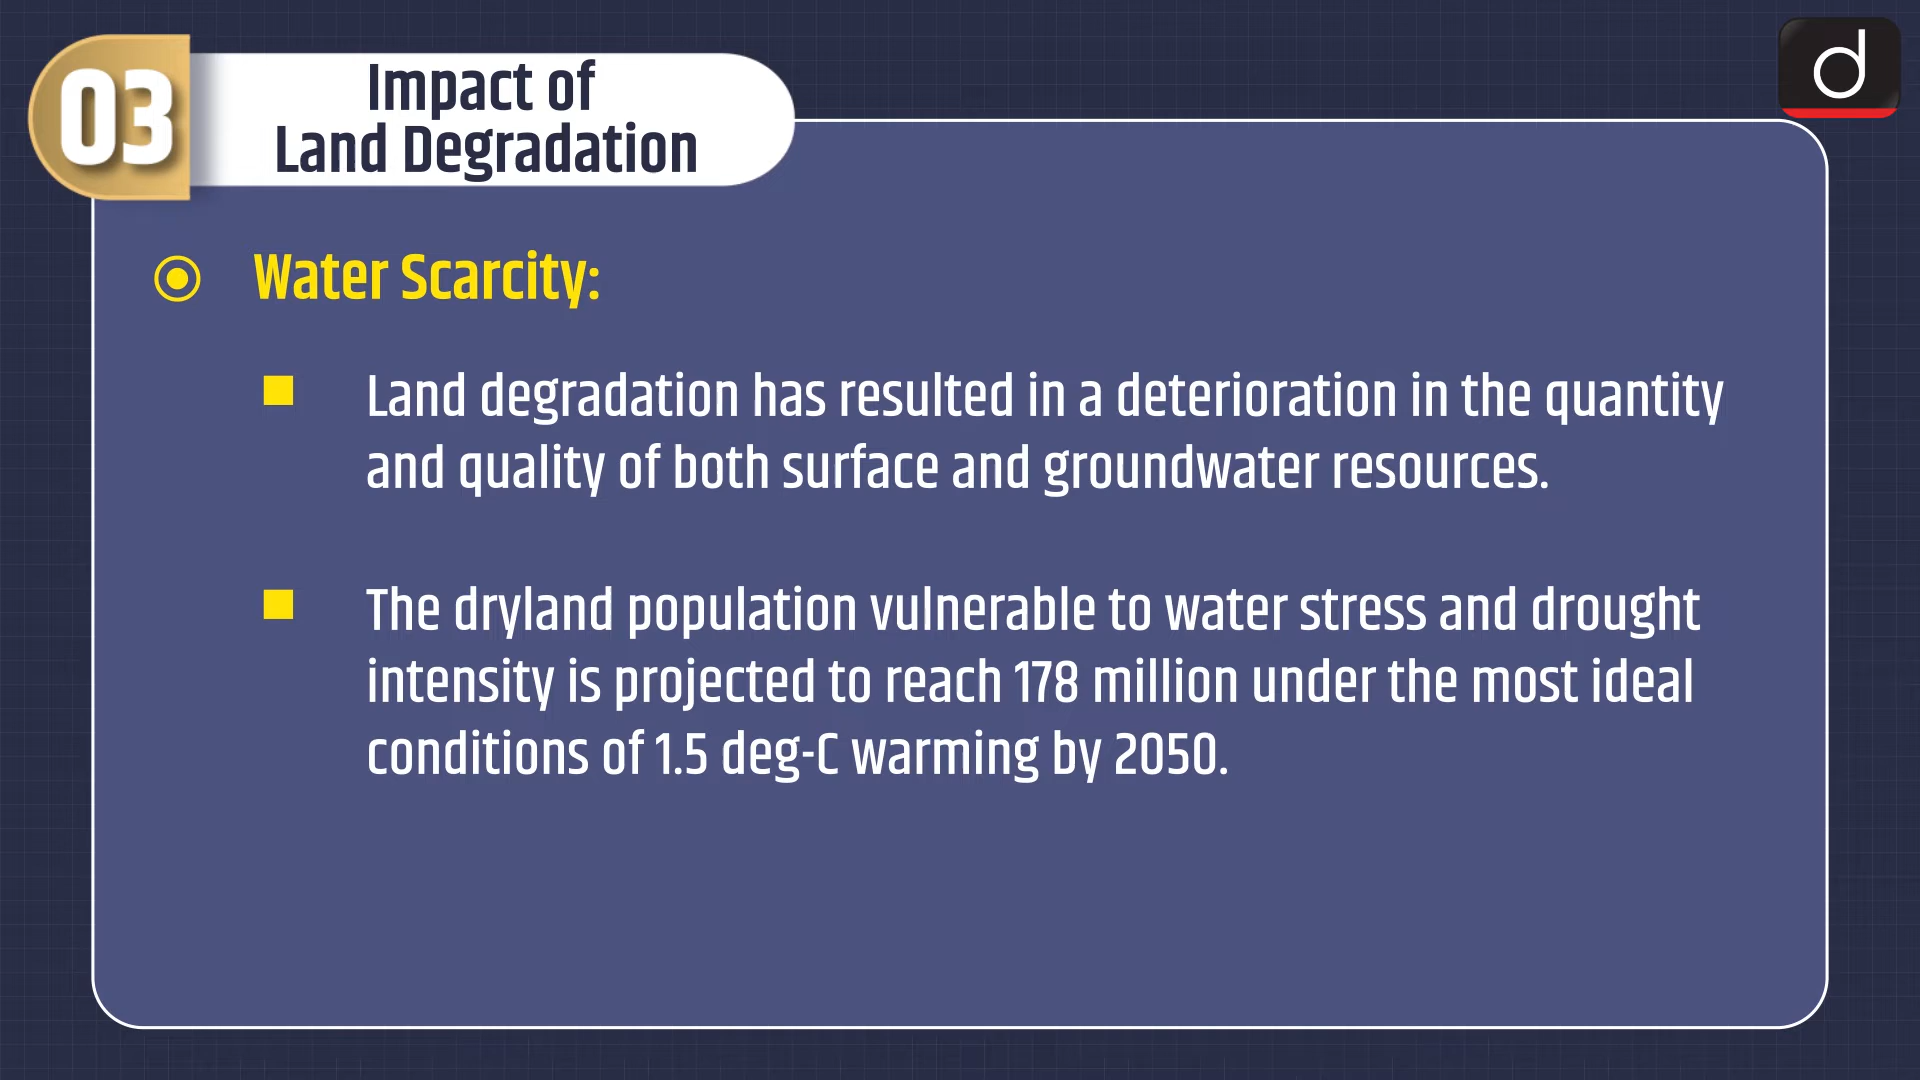 03
Impact of
Land Degradation
d
Water Scarcity:
Land degradation has resulted in a deterioration in the quantity
and quality of both surface and groundwater resources.
The dryland population vulnerable to water stress and drought
intensity is projected to reach 178 million under the most ideal
conditions of 1.5 deg-C warming by 2050.